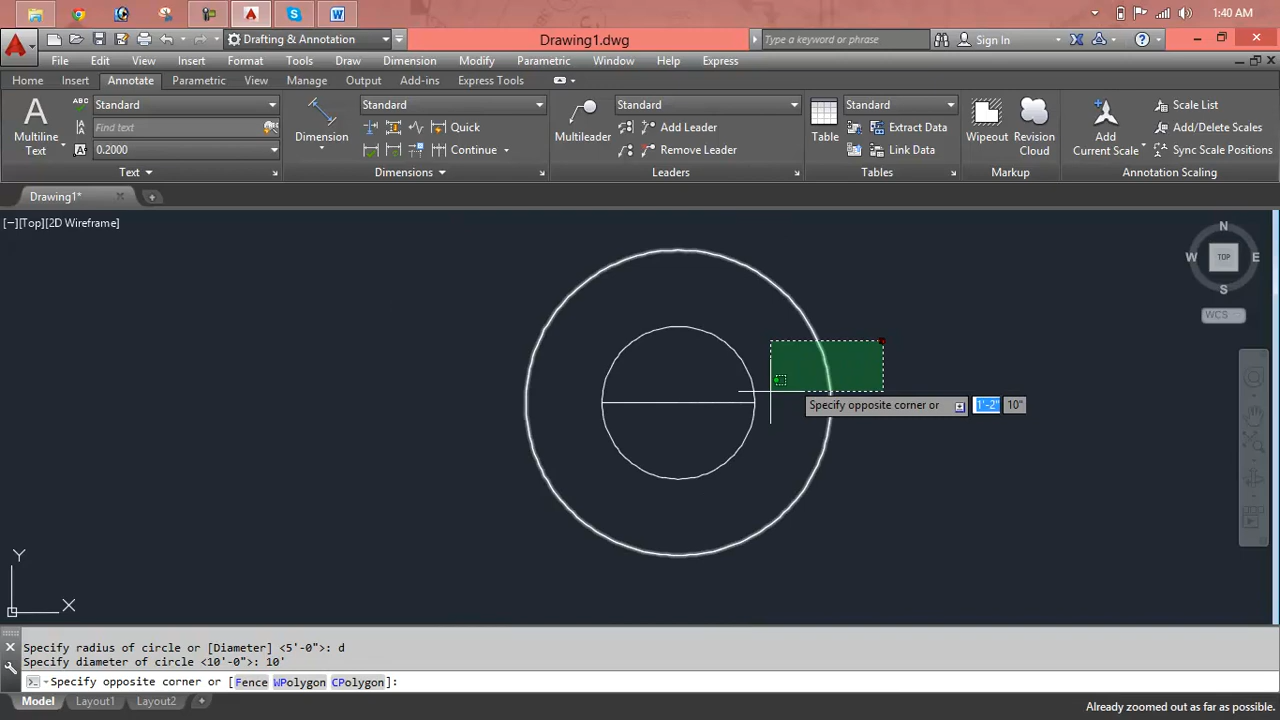 1:40 AM
Drafting & Annotation
Drawing1.dwg
Type a keyword or phrase
Sign In
File Edit View Insert Format Tools Draw Dimension Modify Parametric Window Help Express
Home Insert Annotate Parametric View Manage Output Add-ins Express Tools
Standard Standard Standard Standard Scale List
Find text Quick Add Leader Extract Data Add/Delete Scales
Multiline Text
0.2000 Dimension Continue Multileader Remove Leader Table Link Data Wipeout Revision Cloud Add Current Scale Sync Scale Positions
Text Dimensions Leaders Tables Markup Annotation Scaling
Drawing1*
[−][Top][2D Wireframe]
N
W TOP E
S
WCS
Specify opposite corner or 1'-2" 10"
Y
X
Specify radius of circle or [Diameter] <5'-0">: d
Specify diameter of circle <10'-0">: 10'
Specify opposite corner or [Fence WPolygon CPolygon]:
Model Layout1 Layout2
Already zoomed out as far as possible.